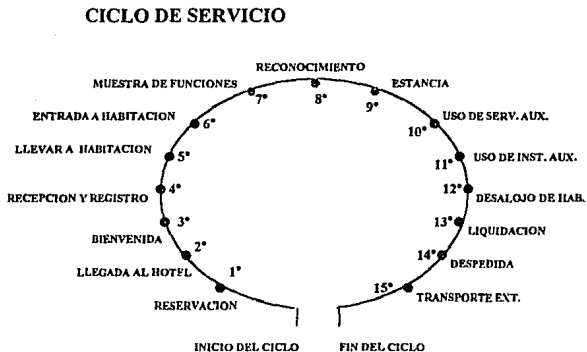 CICLO DE SERVICIO
RECONOCIMIENTO
MUESTRA DE FUNCIONES
ESTANCIA
7°
8°
9°
ENTRADA A HABITACION
6°
10°
USO DE SERV. AUX.
LLEVAR A HABITACION
5°
11°
USO DE INST. AUX.
4°
12°
RECEPCION Y REGISTRO
DESALOJO DE HAB.
3°
13°
LIQUIDACION
BIENVENIDA
2°
14°
DESPEDIDA
LLEGADA AL HOTEL
1°
15°
RESERVACION
TRANSPORTE EXT.
INICIO DEL CICLO
FIN DEL CICLO